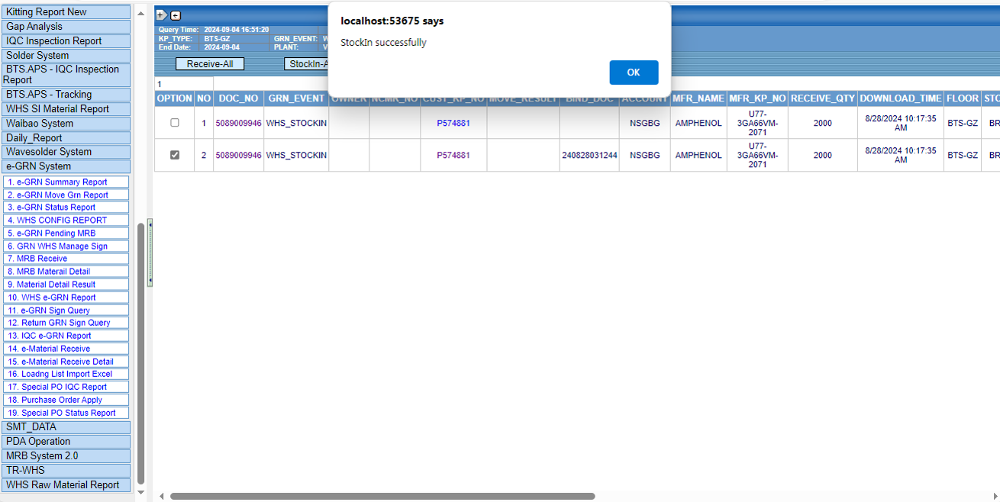 Kitting Report New
Gap Analysis
IQC Inspection Report
Solder System
BTS.APS - IQC Inspection
Report
BTS.APS - Tracking
WHS SI Material Report
Waibao System
Daily_Report
Wavesolder System
e-GRN System
1. e-GRN Summary Report
2. e-GRN Move Grn Report
3. e-GRN Status Report
4. WHS CONFIG REPORT
5. e-GRN Pending MRB
6. GRN WHS Manage Sign
7. MRB Receive
8. MRB Materail Detail
9. Material Detail Result
10. WHS e-GRN Report
11. e-GRN Sign Query
12. Return GRN Sign Query
13. IQC e-GRN Report
14. e-Material Receive
15. e-Material Receive Detail
16. Loadng List Import Excel
17. Special PO IQC Report
18. Purchase Order Apply
19. Special PO Status Report
SMT_DATA
PDA Operation
MRB System 2.0
TR-WHS
WHS Raw Material Report
localhost:53675 says
StockIn successfully
OK
Query Time: 2024-09-04 16:51:20
KP_TYPE: BTS-GZ GRN_EVENT: W
End Date: 2024-09-04 PLANT: V
Receive-All StockIn-A
1
OPTION NO DOC_NO GRN_EVENT OWNER NCMR_NO CUST_KP_NO MOVE_RESULT BIND_DOC ACCOUNT MFR_NAME MFR_KP_NO RECEIVE_QTY DOWNLOAD_TIME FLOOR STO
1 5089009946 WHS_STOCKIN P574881 NSGBG AMPHENOL U77-3GA66VM-2071 2000 8/28/2024 10:17:35 AM BTS-GZ BR
2 5089009946 WHS_STOCKIN P574881 240828031244 NSGBG AMPHENOL U77-3GA66VM-2071 2000 8/28/2024 10:17:35 AM BTS-GZ BR